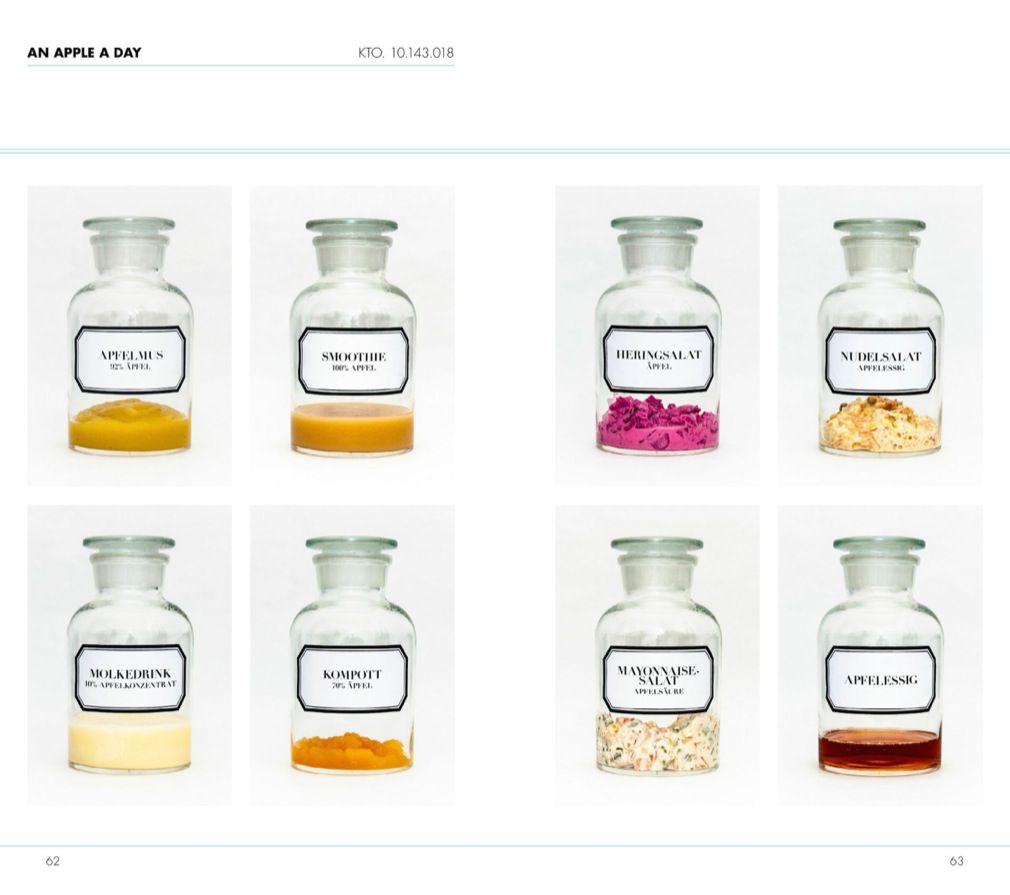 AN APPLE A DAY
KTO. 10.143.018
APFELMUS
92% ÄPFEL
SMOOTHIE
100% APFEL
HERINGSALAT
ÄPFEL
NUDELSALAT
APFELESSIG
MOLKEDRINK
10% APFELKONZENTRAT
KOMPOTT
70% ÄPFEL
MAYONNAISE-
SALAT
APFELSÄURE
APFELESSIG
62
63